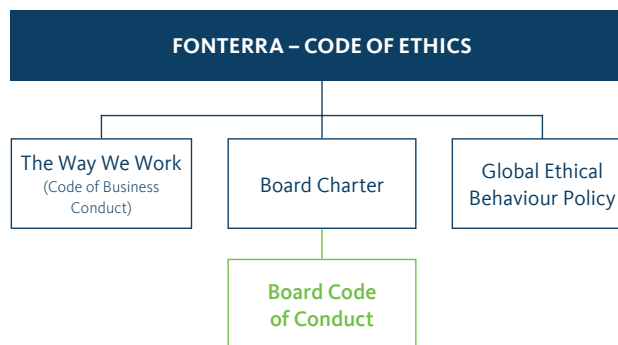 FONTERRA – CODE OF ETHICS
The Way We Work
(Code of Business
Conduct)
Board Charter
Global Ethical
Behaviour Policy
Board Code
of Conduct